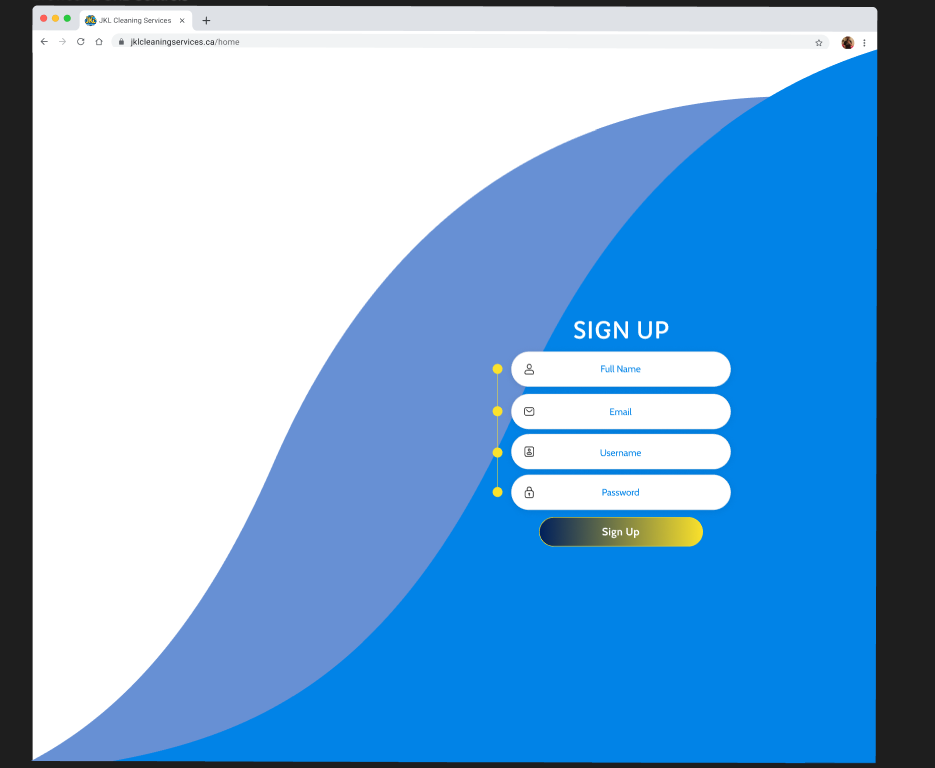 JKL Cleaning Services
jklcleaningservices.ca/home
SIGN UP
Full Name
Email
Username
Password
Sign Up